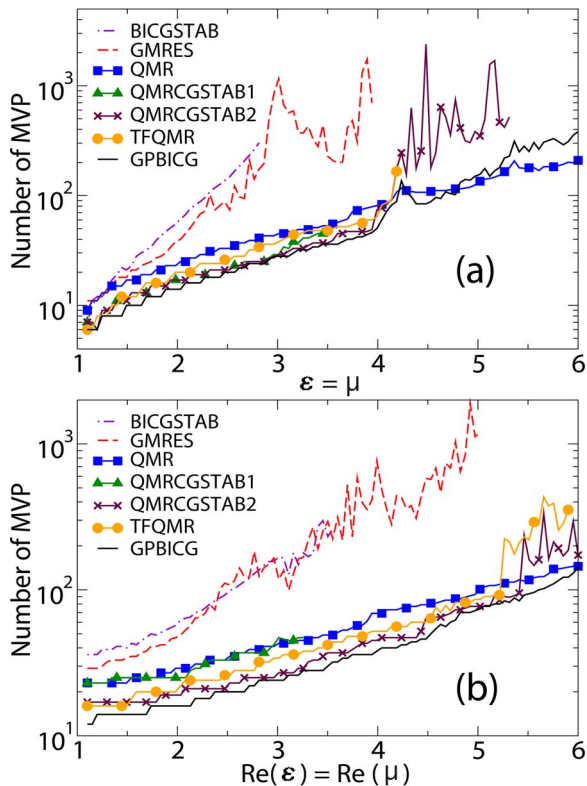 BICGSTAB
GMRES
QMR
QMRCGSTAB1
QMRCGSTAB2
TFQMR
GPBICG
Number of MVP
10³
10²
10¹
(a)
1 2 3 4 5 6
ε = μ
BICGSTAB
GMRES
QMR
QMRCGSTAB1
QMRCGSTAB2
TFQMR
GPBICG
Number of MVP
10³
10²
10¹
(b)
1 2 3 4 5 6
Re(ε) = Re(μ)